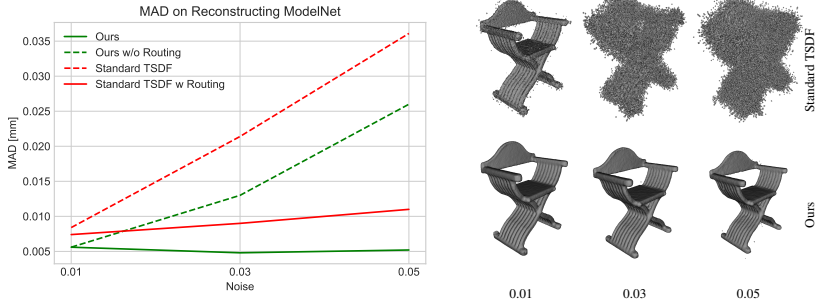 MAD on Reconstructing ModelNet
Ours
Ours w/o Routing
Standard TSDF
Standard TSDF w Routing
0.035
0.030
0.025
0.020
0.015
0.010
0.005
MAD [mm]
0.01
0.03
0.05
Noise
Standard TSDF
Ours
0.01
0.03
0.05